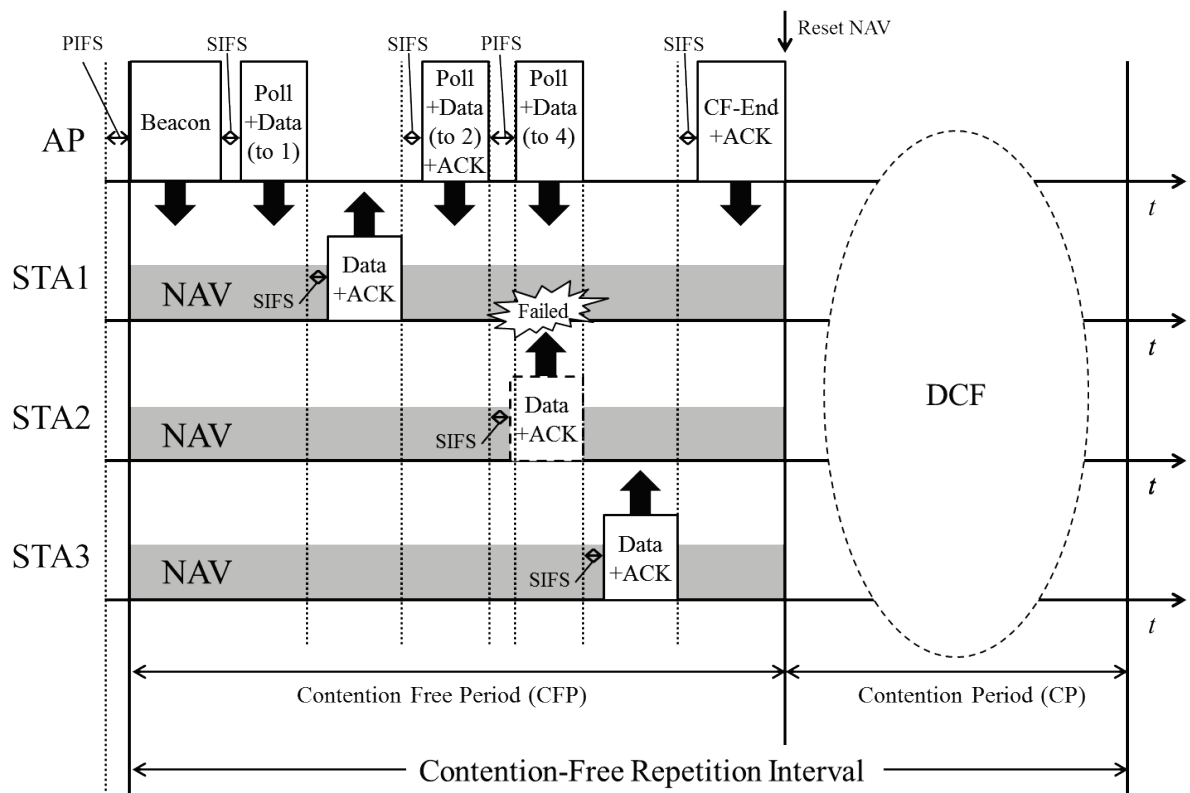 Reset NAV
PIFS
SIFS
SIFS
PIFS
SIFS
AP
Beacon
Poll
+Data
(to 1)
Poll
+Data
(to 2)
+ACK
Poll
+Data
(to 4)
CF-End
+ACK
t
STA1
NAV
SIFS
Data
+ACK
Failed
t
STA2
NAV
SIFS
Data
+ACK
DCF
t
STA3
NAV
SIFS
Data
+ACK
t
Contention Free Period (CFP)
Contention Period (CP)
Contention-Free Repetition Interval